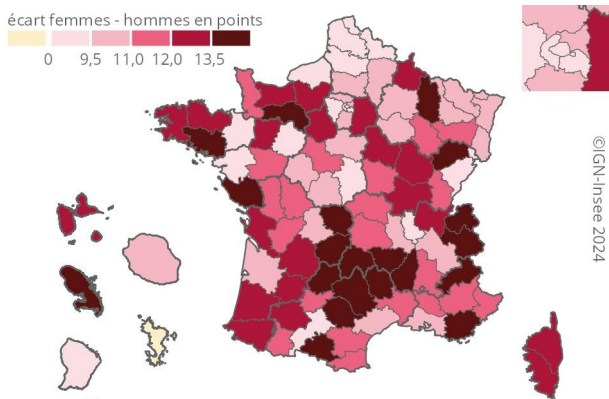 écart femmes - hommes en points
0 9,5 11,0 12,0 13,5
©IGN-Insee 2024